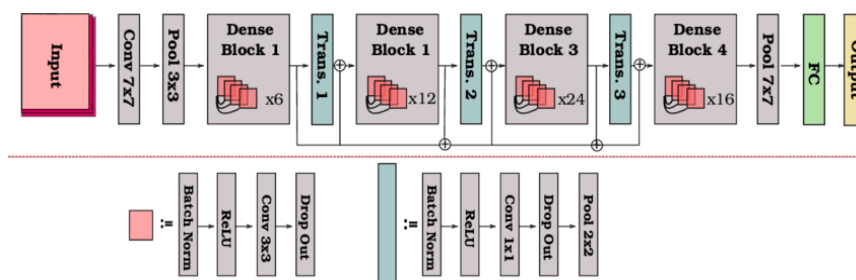 Input
Conv 7x7
Pool 3x3
Dense
Block 1
x6
Trans. 1
Dense
Block 1
x12
Trans. 2
Dense
Block 3
x24
Trans. 3
Dense
Block 4
x16
Pool 7x7
FC
Output
::=
Batch Norm
ReLU
Conv 3x3
Drop Out
::=
Batch Norm
ReLU
Conv 1x1
Drop Out
Pool 2x2